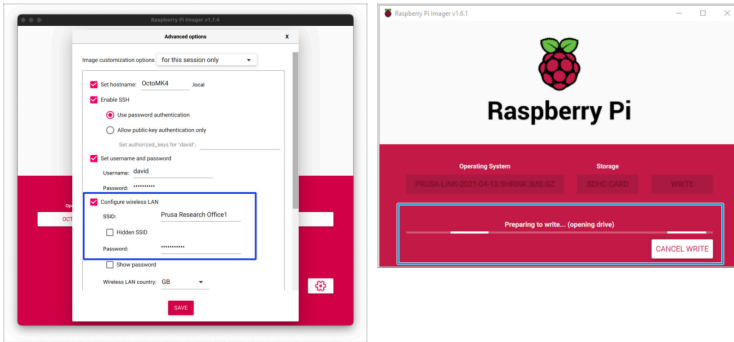 Raspberry Pi Imager v1.7.4
Advanced options X
Image customization options for this session only
Set hostname: OctoMK4 .local
Enable SSH
Use password authentication
Allow public-key authentication only
Set authorized_keys for 'david':
Set username and password
Username: david
Password: ••••••••••
Configure wireless LAN
SSID: Prusa Research Office1
Hidden SSID
Password: •••••••••••
Show password
Wireless LAN country: GB
SAVE
OCT
Raspberry Pi Imager v1.6.1
Raspberry Pi
Operating System Storage
SDHC CARD WRITE
Preparing to write... (opening drive)
CANCEL WRITE